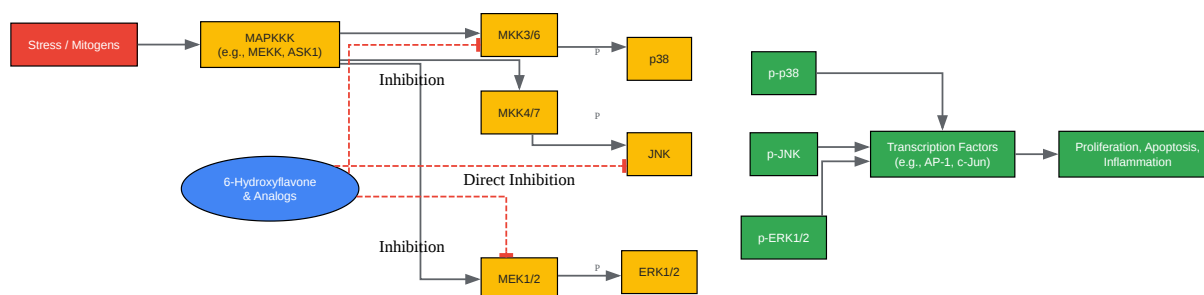 Stress / Mitogens
MAPKKK
(e.g., MEKK, ASK1)
MKK3/6
P
p38
Inhibition
MKK4/7
P
JNK
6-Hydroxyflavone
& Analogs
Direct Inhibition
Inhibition
MEK1/2
P
ERK1/2
p-p38
p-JNK
p-ERK1/2
Transcription Factors
(e.g., AP-1, c-Jun)
Proliferation, Apoptosis,
Inflammation